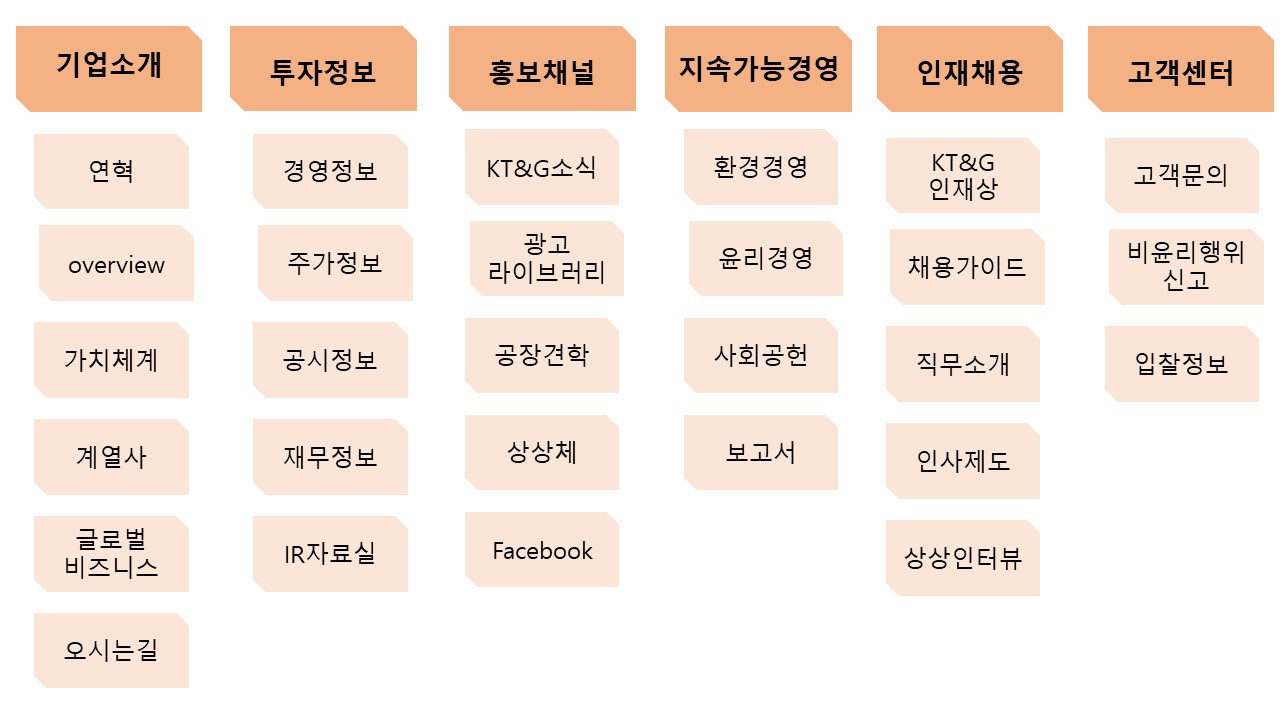 기업소개
투자정보
홍보채널
지속가능경영
인재채용
고객센터
연혁
overview
가치체계
계열사
글로벌
비즈니스
오시는길
경영정보
주가정보
공시정보
재무정보
IR자료실
KT&G소식
광고
라이브러리
공장견학
상상체
Facebook
환경경영
윤리경영
사회공헌
보고서
KT&G
인재상
채용가이드
직무소개
인사제도
상상인터뷰
고객문의
비윤리행위
신고
입찰정보